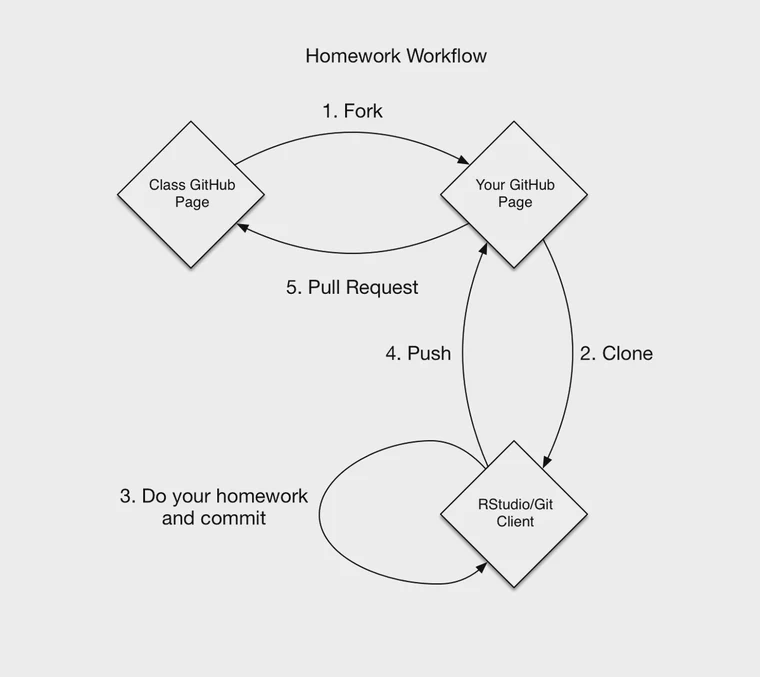 Homework Workflow
1. Fork
Class GitHub
Page
Your GitHub
Page
5. Pull Request
4. Push
2. Clone
3. Do your homework
and commit
RStudio/Git
Client